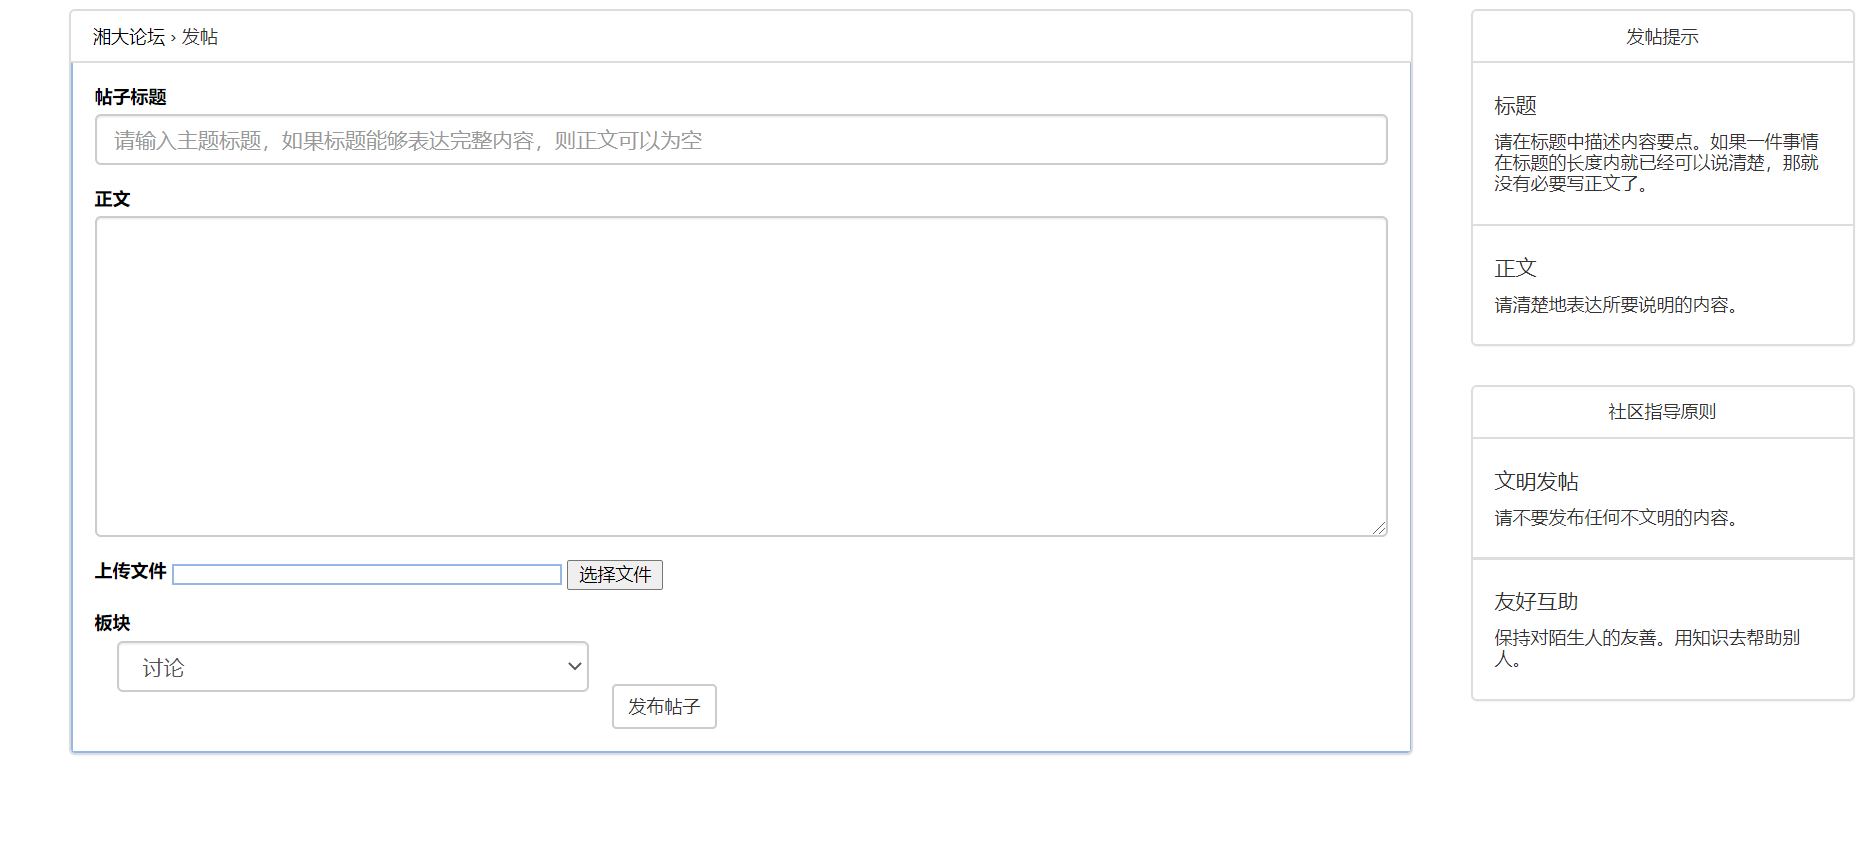 湘大论坛 › 发帖
帖子标题
请输入主题标题，如果标题能够表达完整内容，则正文可以为空
正文
上传文件 选择文件
板块
讨论
发布帖子
发帖提示
标题
请在标题中描述内容要点。如果一件事情
在标题的长度内就已经可以说清楚，那就
没有必要写正文了。
正文
请清楚地表达所要说明的内容。
社区指导原则
文明发帖
请不要发布任何不文明的内容。
友好互助
保持对陌生人的友善。用知识去帮助别
人。